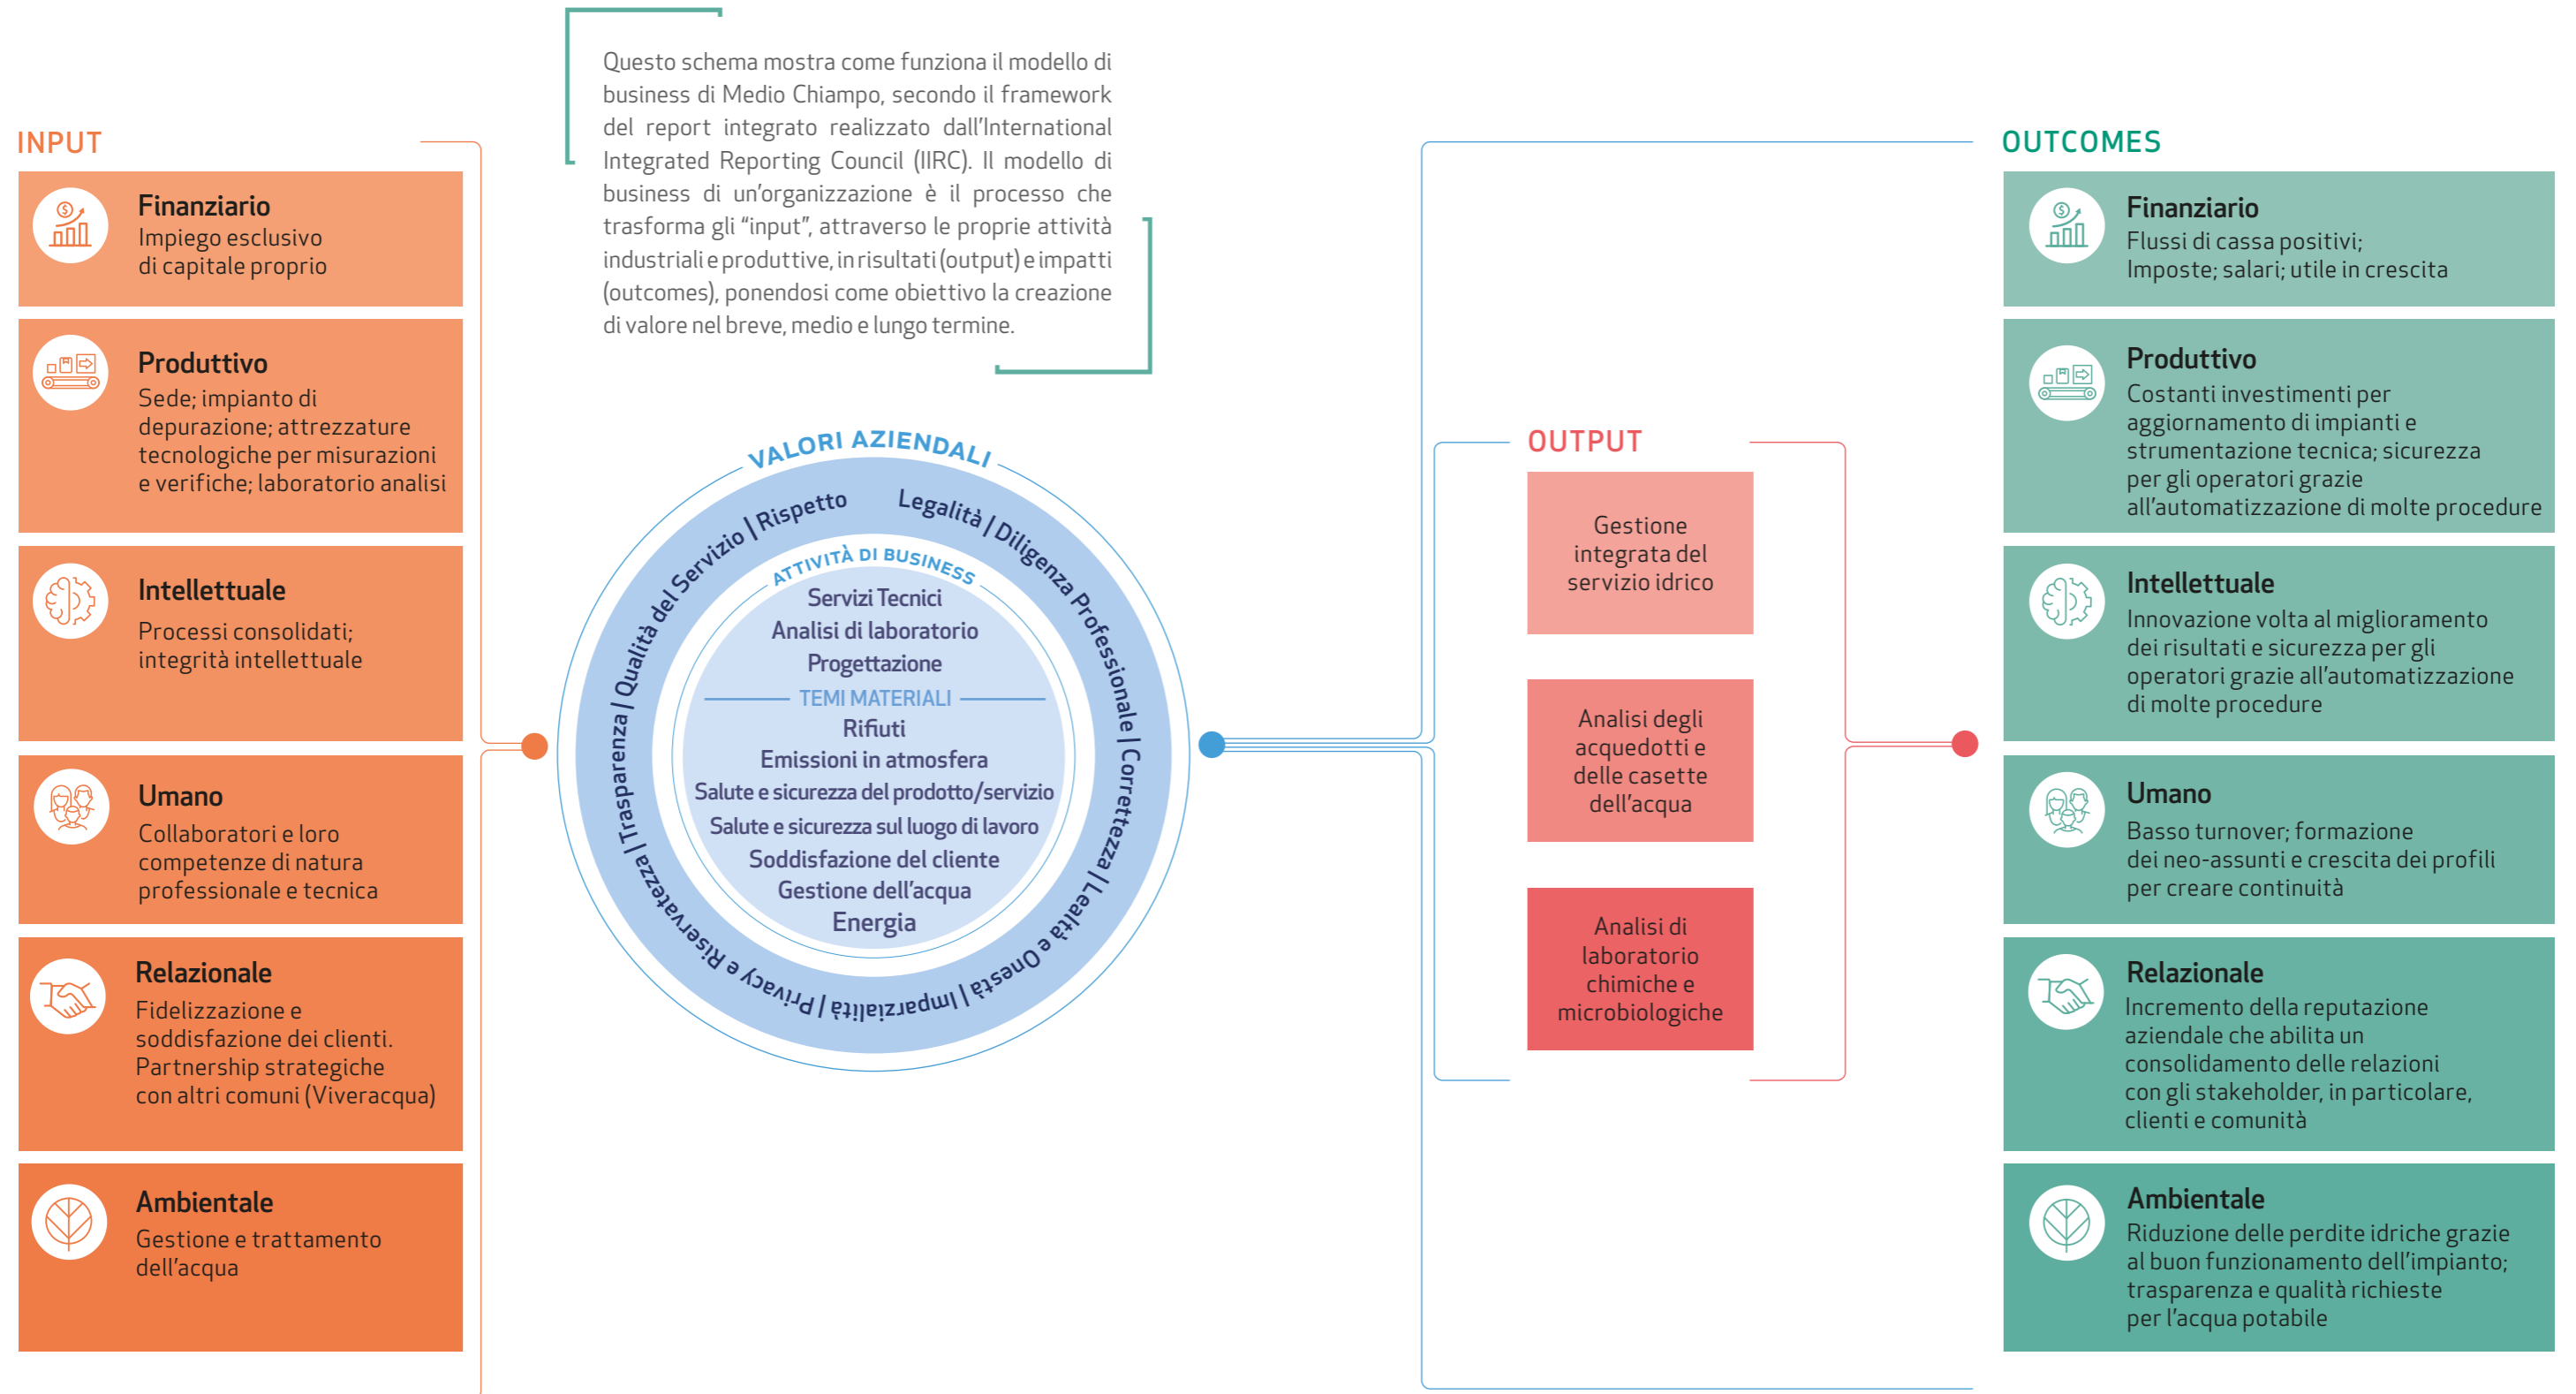 Questo schema mostra come funziona il modello di
business di Medio Chiampo, secondo il framework
del report integrato realizzato dall'International
Integrated Reporting Council (IIRC). Il modello di
business di un'organizzazione è il processo che
trasforma gli "input", attraverso le proprie attività
industriali e produttive, in risultati (output) e impatti
(outcomes), ponendosi come obiettivo la creazione
di valore nel breve, medio e lungo termine.
INPUT
Finanziario
Impiego esclusivo
di capitale proprio
Produttivo
Sede; impianto di
depurazione; attrezzature
tecnologiche per misurazioni
e verifiche; laboratorio analisi
Intellettuale
Processi consolidati;
integrità intellettuale
Umano
Collaboratori e loro
competenze di natura
professionale e tecnica
Relazionale
Fidelizzazione e
soddisfazione dei clienti.
Partnership strategiche
con altri comuni (Viveracqua)
Ambientale
Gestione e trattamento
dell'acqua
VALORI AZIENDALI
Legalità | Diligenza Professionale | Correttezza | Lealtà e Onestà | Imparzialità | Privacy e Riservatezza | Trasparenza | Qualità del Servizio | Rispetto
ATTIVITÀ DI BUSINESS
Servizi Tecnici
Analisi di laboratorio
Progettazione
TEMI MATERIALI
Rifiuti
Emissioni in atmosfera
Salute e sicurezza del prodotto/servizio
Salute e sicurezza sul luogo di lavoro
Soddisfazione del cliente
Gestione dell'acqua
Energia
OUTPUT
Gestione
integrata del
servizio idrico
Analisi degli
acquedotti e
delle casette
dell'acqua
Analisi di
laboratorio
chimiche e
microbiologiche
OUTCOMES
Finanziario
Flussi di cassa positivi;
Imposte; salari; utile in crescita
Produttivo
Costanti investimenti per
aggiornamento di impianti e
strumentazione tecnica; sicurezza
per gli operatori grazie
all'automatizzazione di molte procedure
Intellettuale
Innovazione volta al miglioramento
dei risultati e sicurezza per gli
operatori grazie all'automatizzazione
di molte procedure
Umano
Basso turnover; formazione
dei neo-assunti e crescita dei profili
per creare continuità
Relazionale
Incremento della reputazione
aziendale che abilita un
consolidamento delle relazioni
con gli stakeholder, in particolare,
clienti e comunità
Ambientale
Riduzione delle perdite idriche grazie
al buon funzionamento dell'impianto;
trasparenza e qualità richieste
per l'acqua potabile